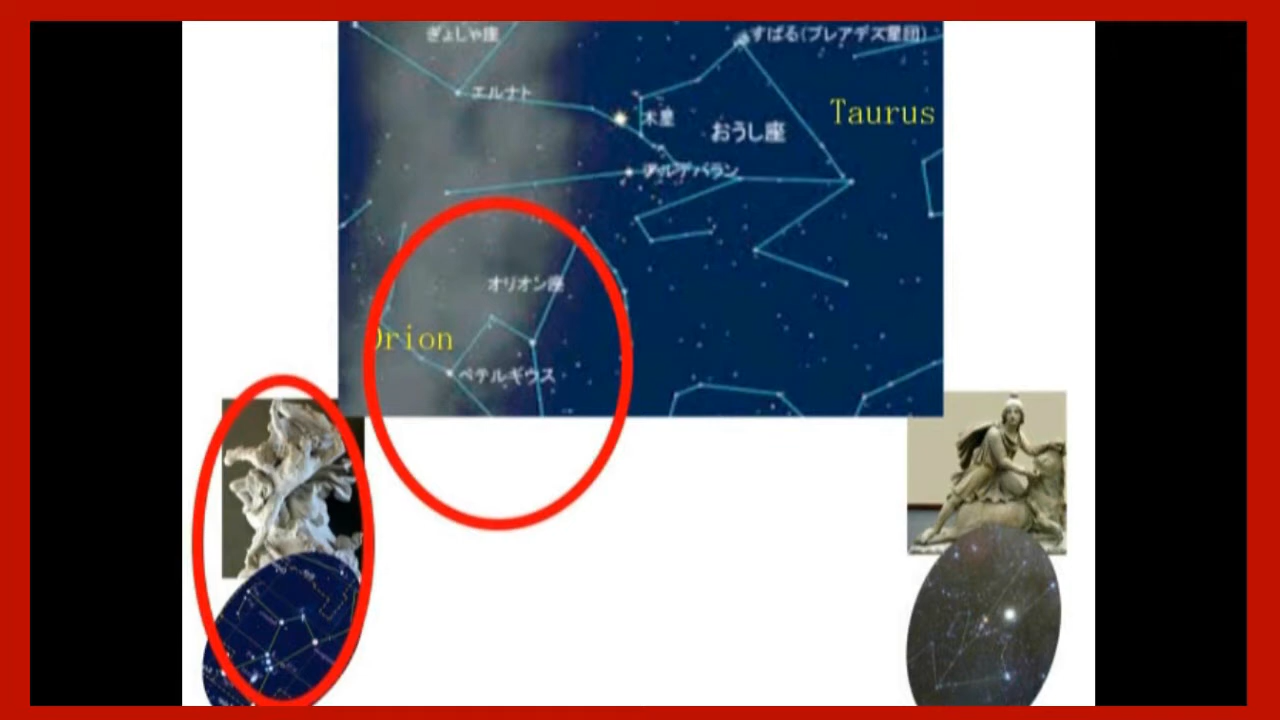 ぎょしゃ座
すばる(プレアデス星団)
エルナト
Taurus
木星
おうし座
アルデバラン
オリオン座
Orion
ベテルギウス